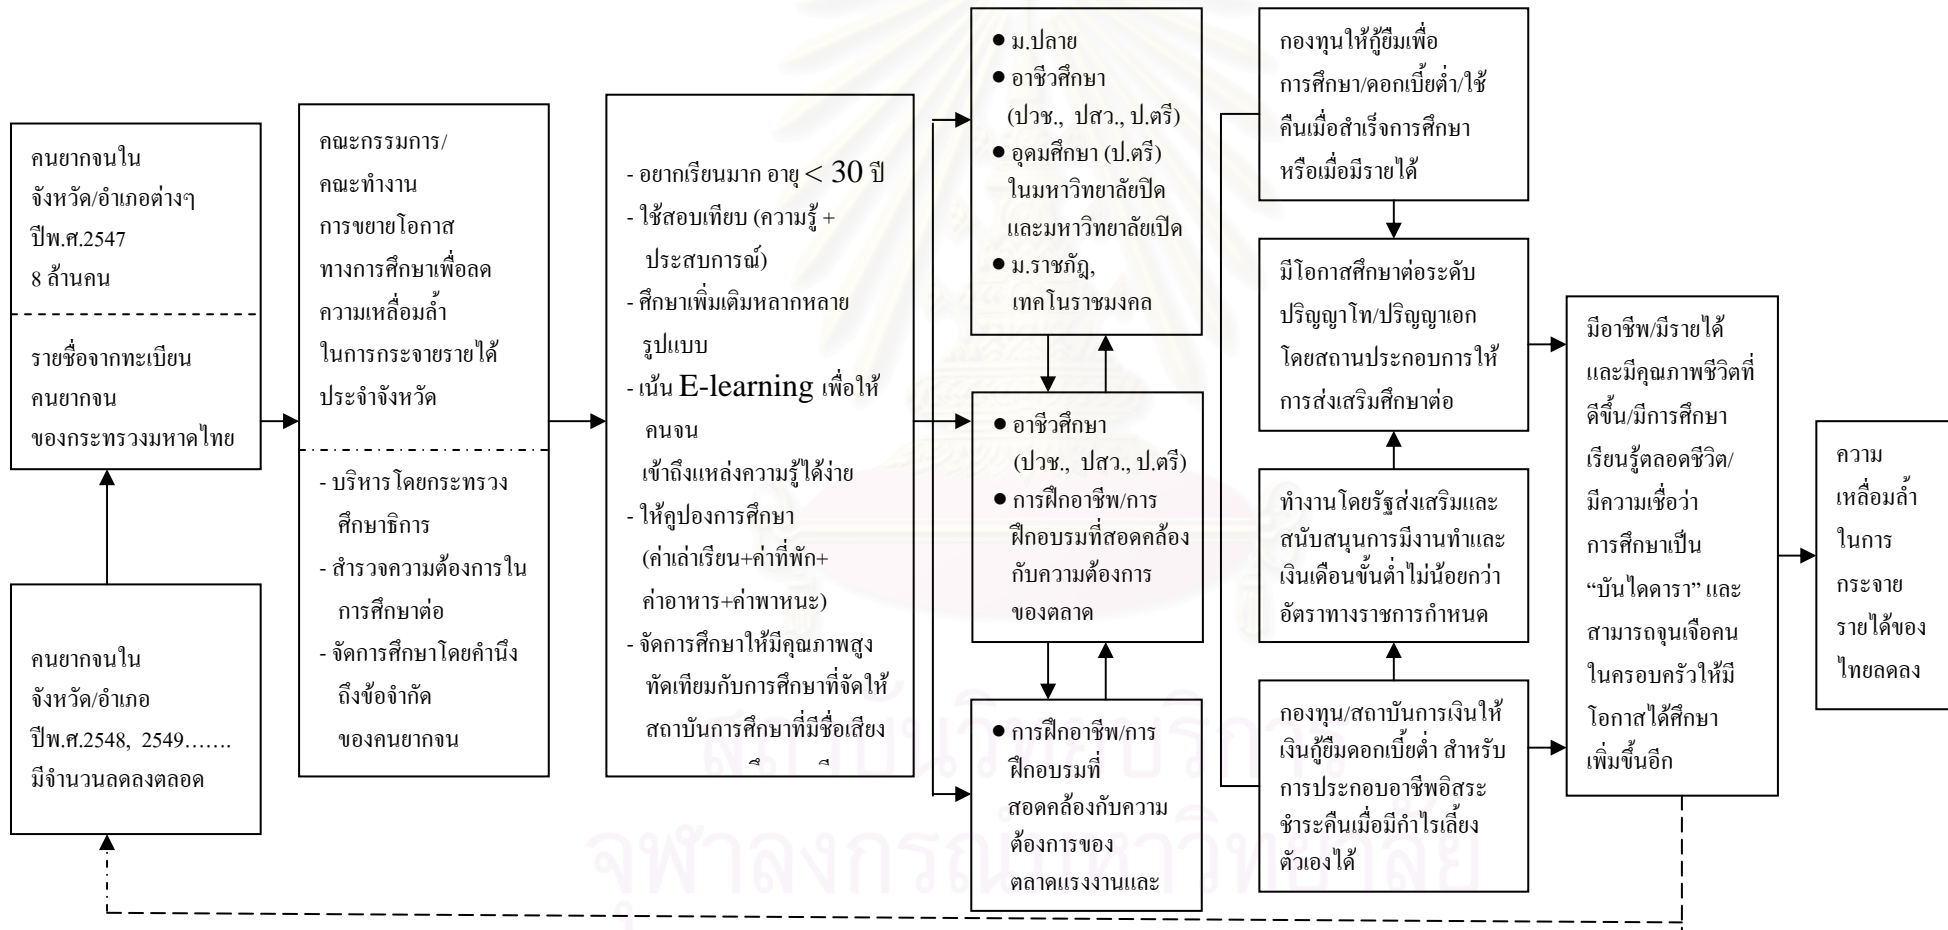 คนยากจนใน
จังหวัด/อำเภอต่างๆ
ปีพ.ศ.2547
8 ล้านคน
รายชื่อจากทะเบียน
คนยากจน
ของกระทรวงมหาดไทย
คนยากจนใน
จังหวัด/อำเภอ
ปีพ.ศ.2548, 2549…….
มีจำนวนลดลงตลอด
คณะกรรมการ/
คณะทำงาน
การขยายโอกาส
ทางการศึกษาเพื่อลด
ความเหลื่อมล้ำ
ในการกระจายรายได้
ประจำจังหวัด
- บริหารโดยกระทรวง
ศึกษาธิการ
- สำรวจความต้องการใน
การศึกษาต่อ
- จัดการศึกษาโดยคำนึง
ถึงข้อจำกัด
ของคนยากจน
- อยากเรียนมาก อายุ < 30 ปี
- ใช้สอบเทียบ (ความรู้ +
ประสบการณ์)
- ศึกษาเพิ่มเติมหลากหลาย
รูปแบบ
- เน้น E-learning เพื่อให้
คนจน
เข้าถึงแหล่งความรู้ได้ง่าย
- ให้คูปองการศึกษา
(ค่าเล่าเรียน+ค่าที่พัก+
ค่าอาหาร+ค่าพาหนะ)
- จัดการศึกษาให้มีคุณภาพสูง
ทัดเทียมกับการศึกษาที่จัดให้
สถาบันการศึกษาที่มีชื่อเสียง
● ม.ปลาย
● อาชีวศึกษา
(ปวช., ปสว., ป.ตรี)
● อุดมศึกษา (ป.ตรี)
ในมหาวิทยาลัยปิด
และมหาวิทยาลัยเปิด
● ม.ราชภัฎ,
เทคโนราชมงคล
● อาชีวศึกษา
(ปวช., ปสว., ป.ตรี)
● การฝึกอาชีพ/การ
ฝึกอบรมที่สอดคล้อง
กับความต้องการ
ของตลาด
● การฝึกอาชีพ/การ
ฝึกอบรมที่
สอดคล้องกับความ
ต้องการของ
ตลาดแรงงานและ
กองทุนให้กู้ยืมเพื่อ
การศึกษา/ดอกเบี้ยต่ำ/ใช้
คืนเมื่อสำเร็จการศึกษา
หรือเมื่อมีรายได้
มีโอกาสศึกษาต่อระดับ
ปริญญาโท/ปริญญาเอก
โดยสถานประกอบการให้
การส่งเสริมศึกษาต่อ
ทำงานโดยรัฐส่งเสริมและ
สนับสนุนการมีงานทำและ
เงินเดือนขั้นต่ำไม่น้อยกว่า
อัตราทางราชการกำหนด
กองทุน/สถาบันการเงินให้
เงินกู้ยืมดอกเบี้ยต่ำ สำหรับ
การประกอบอาชีพอิสระ
ชำระคืนเมื่อมีกำไรเลี้ยง
ตัวเองได้
มีอาชีพ/มีรายได้
และมีคุณภาพชีวิตที่
ดีขึ้น/มีการศึกษา
เรียนรู้ตลอดชีวิต/
มีความเชื่อว่า
การศึกษาเป็น
“บันไดดารา” และ
สามารถจุนเจือคน
ในครอบครัวให้มี
โอกาสได้ศึกษา
เพิ่มขึ้นอีก
ความ
เหลื่อมล้ำ
ในการ
กระจาย
รายได้ของ
ไทยลดลง
สถาบันวิทยบริการ
จุฬาลงกรณ์มหาวิทยาลัย